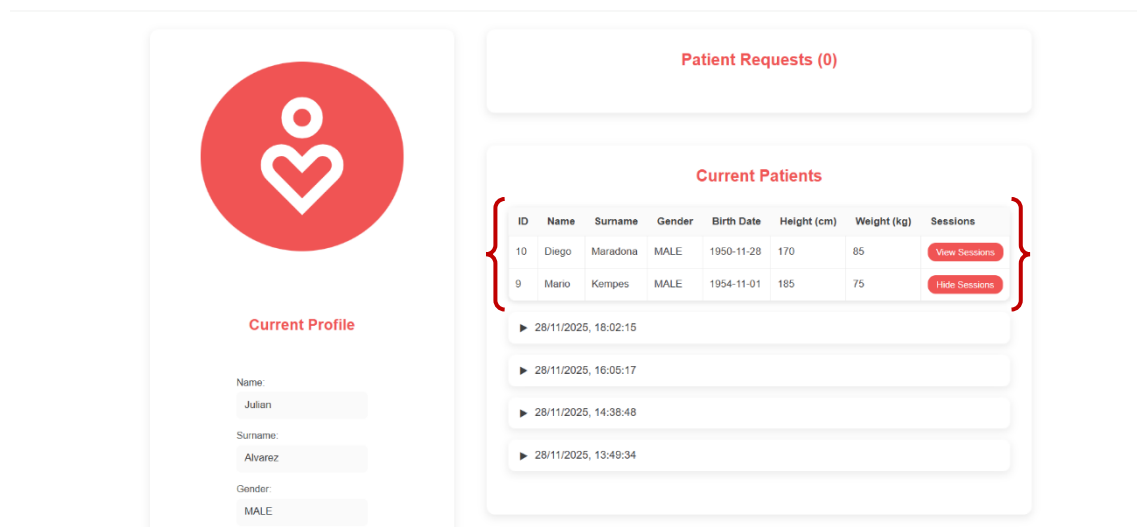 Patient Requests (0)
Current Patients
ID Name Surname Gender Birth Date Height (cm) Weight (kg) Sessions
10 Diego Maradona MALE 1950-11-28 170 85 View Sessions
9 Mario Kempes MALE 1954-11-01 185 75 Hide Sessions
▶ 28/11/2025, 18:02:15
▶ 28/11/2025, 16:05:17
▶ 28/11/2025, 14:38:48
▶ 28/11/2025, 13:49:34
Current Profile
Name:
Julian
Surname:
Alvarez
Gender:
MALE